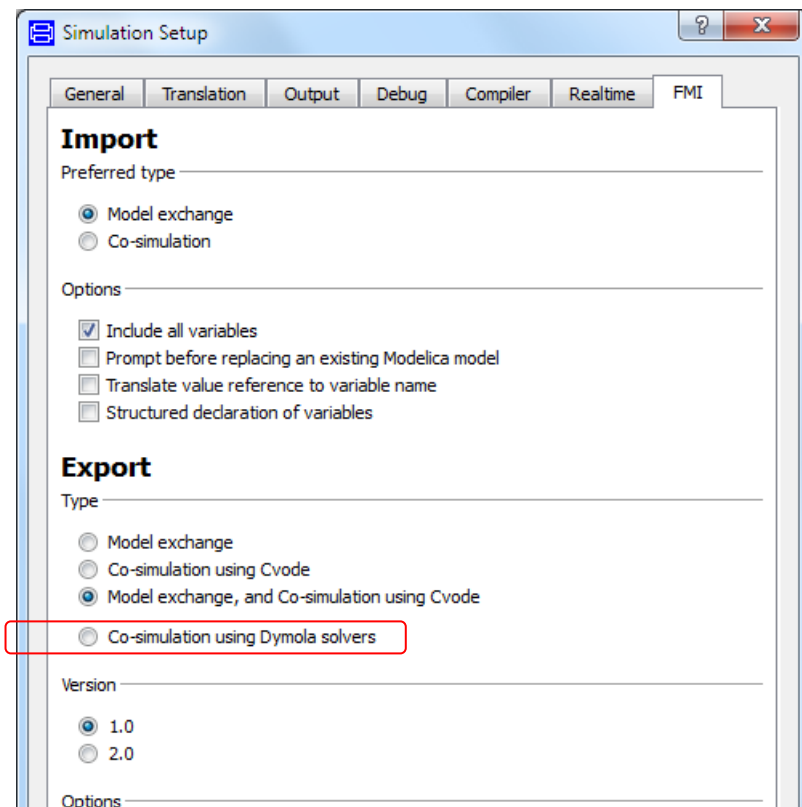 Simulation Setup
General Translation Output Debug Compiler Realtime FMI
Import
Preferred type
Model exchange
Co-simulation
Options
Include all variables
Prompt before replacing an existing Modelica model
Translate value reference to variable name
Structured declaration of variables
Export
Type
Model exchange
Co-simulation using Cvode
Model exchange, and Co-simulation using Cvode
Co-simulation using Dymola solvers
Version
1.0
2.0
Options